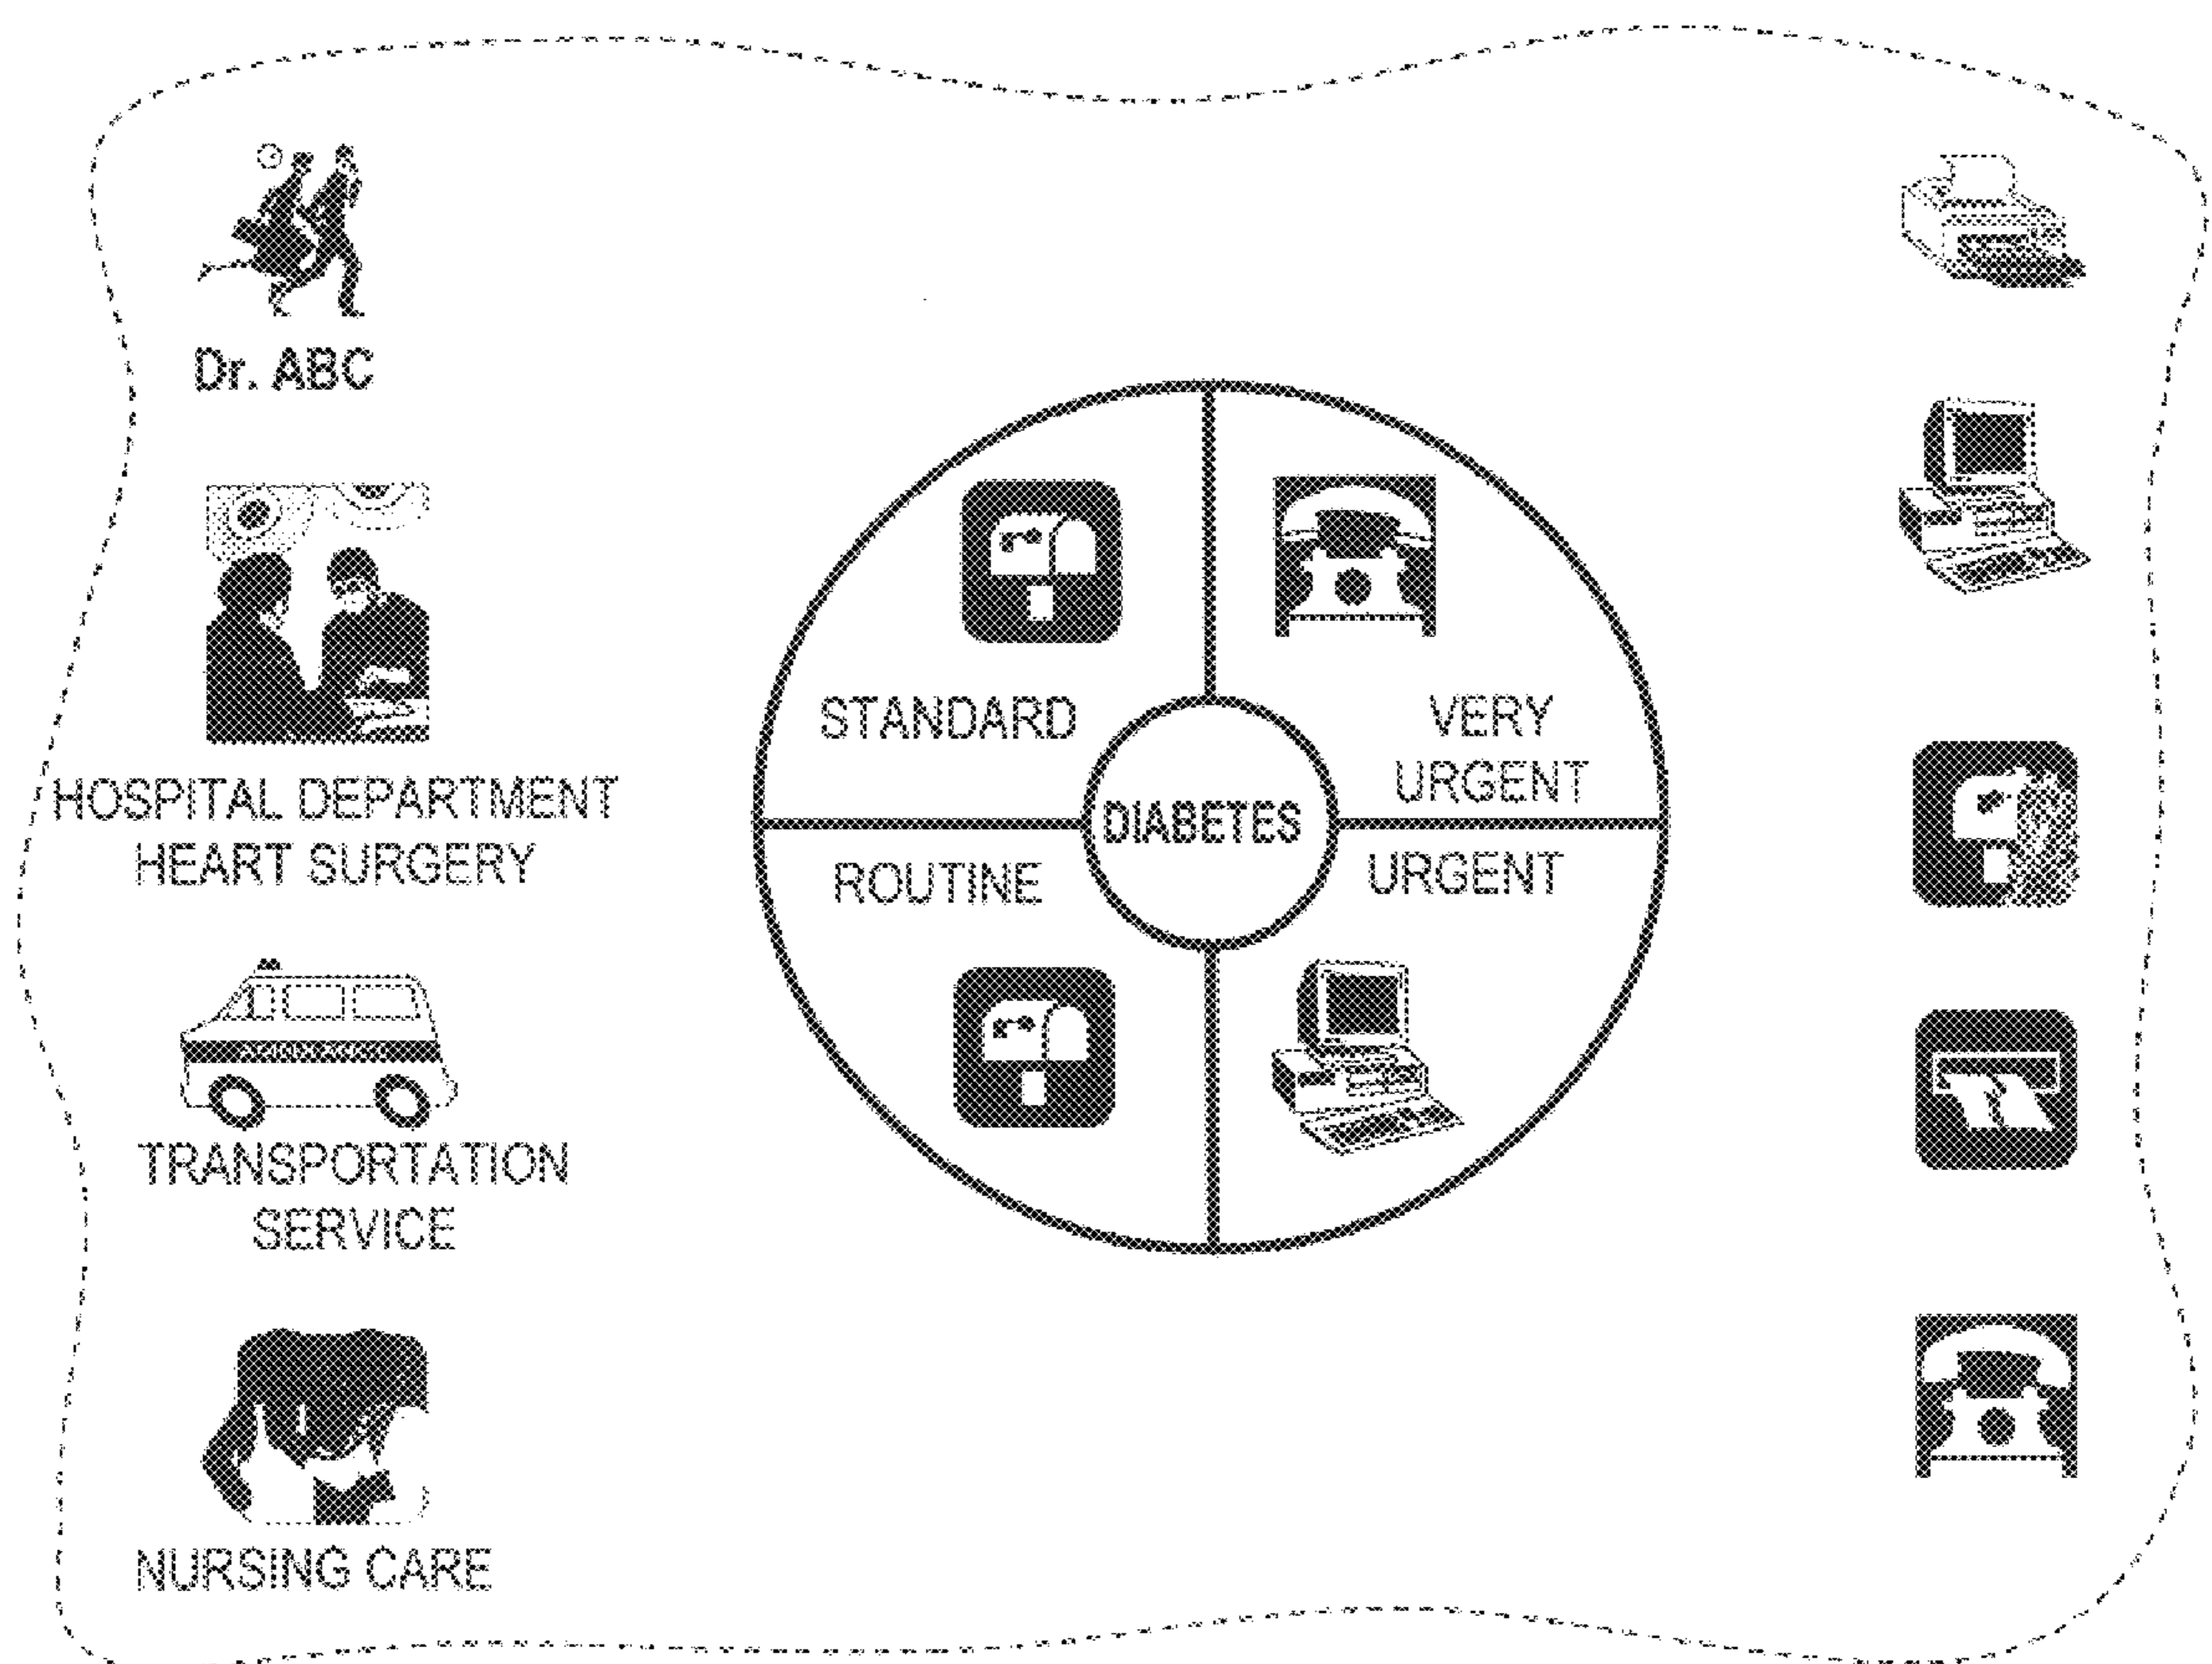 Dr. ABC
HOSPITAL DEPARTMENT
HEART SURGERY
TRANSPORTATION
SERVICE
NURSING CARE
STANDARD
VERY
URGENT
DIABETES
ROUTINE
URGENT